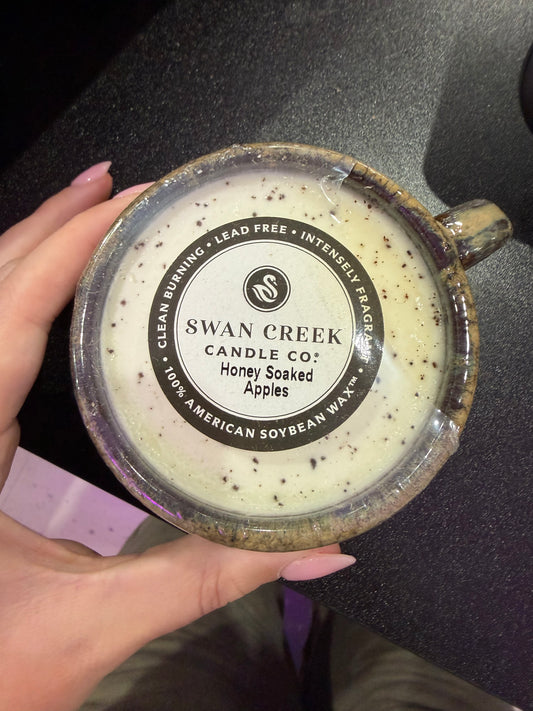 CLEAN BURNING • LEAD FREE • INTENSELY FRAGRA
SWAN CREEK
CANDLE CO.®
Honey Soaked
Apples
• 100% AMERICAN SOYBEAN WAX™ •